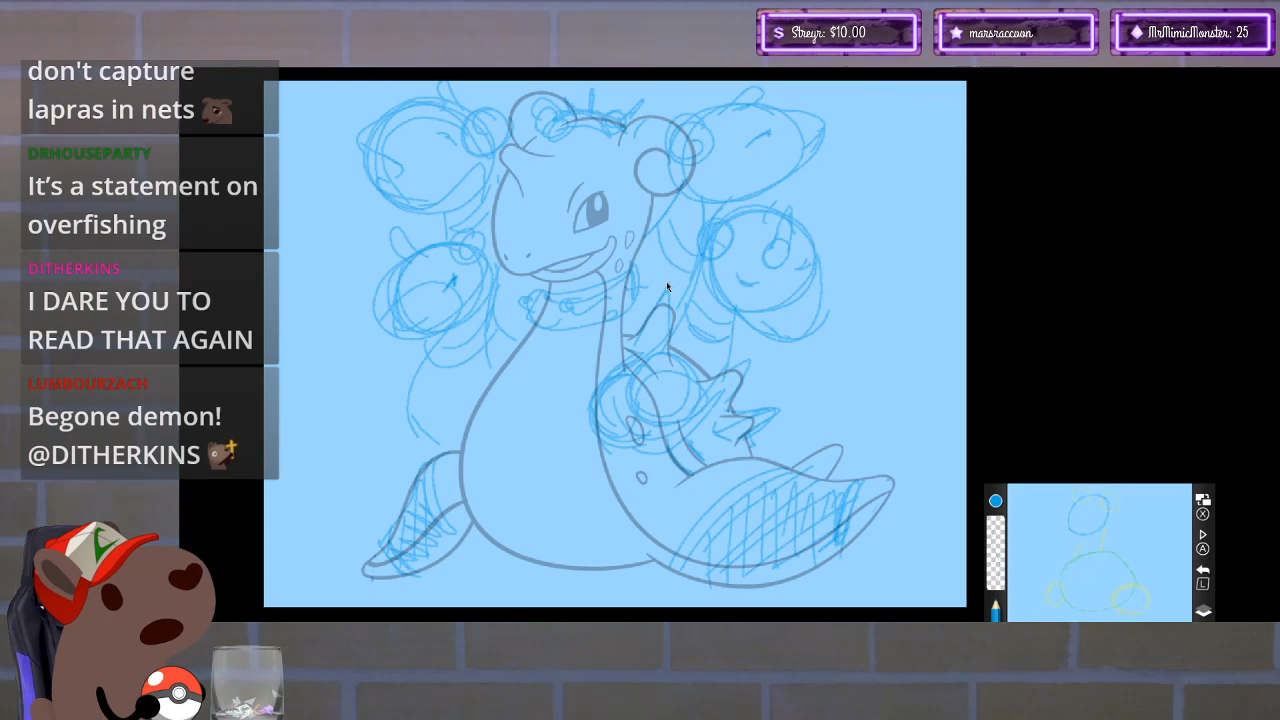 Streyr: $10.00
marsraccoon
MrMimicMonster: 25
don't capture
lapras in nets
DRHOUSEPARTY
It's a statement on
overfishing
DITHERKINS
I DARE YOU TO
READ THAT AGAIN
LUMBOURZACH
Begone demon!
@DITHERKINS
X
A
L